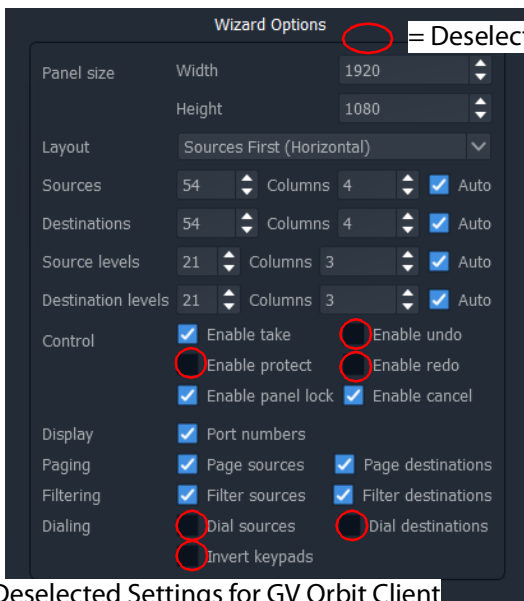 Wizard Options
= Deselect
Panel size Width 1920
Height 1080
Layout Sources First (Horizontal)
Sources 54 Columns 4 Auto
Destinations 54 Columns 4 Auto
Source levels 21 Columns 3 Auto
Destination levels 21 Columns 3 Auto
Control Enable take Enable undo
Enable protect Enable redo
Enable panel lock Enable cancel
Display Port numbers
Paging Page sources Page destinations
Filtering Filter sources Filter destinations
Dialing Dial sources Dial destinations
Invert keypads
Deselected Settings for GV Orbit Client